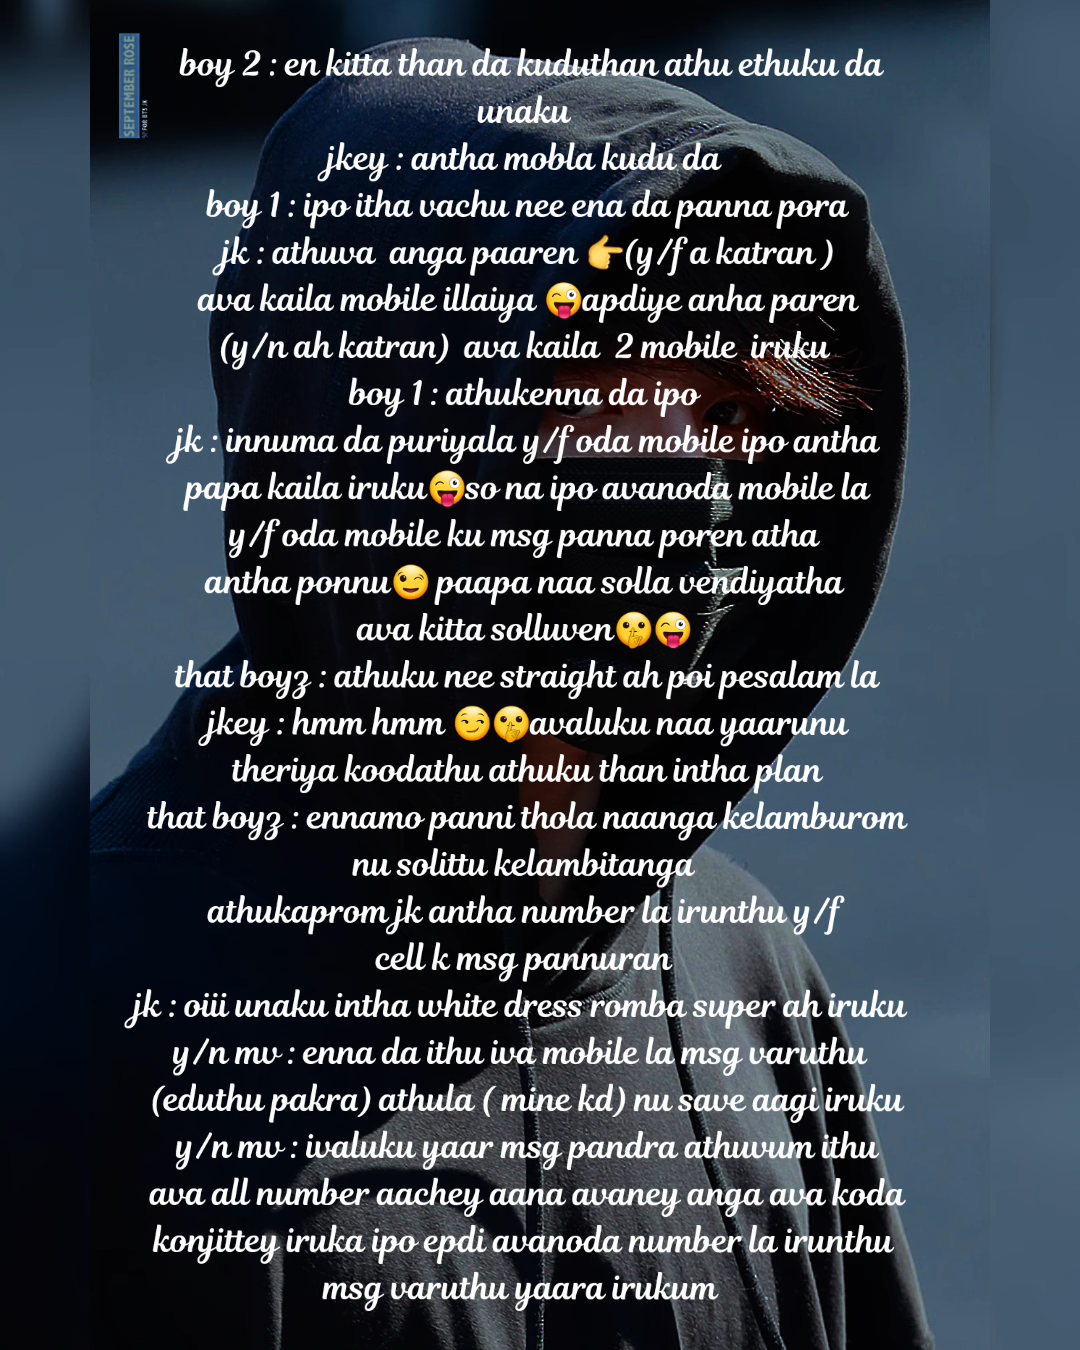 SEPTEMBER ROSE
FOR BTS JK
boy 2 : en kitta than da kuduthan athu ethuku da
unaku
jkey : antha mobla kudu da
boy 1 : ipo itha vachu nee ena da panna pora
jk : athuva anga paaren 👉(y/f a katran )
ava kaila mobile illaiya 😜apdiye anha paren
(y/n ah katran) ava kaila 2 mobile iruku
boy 1 : athukenna da ipo
jk : innuma da puriyala y/f oda mobile ipo antha
papa kaila iruku😜so na ipo avanoda mobile la
y/f oda mobile ku msg panna poren atha
antha ponnu😉 paapa naa solla vendiyatha
ava kitta solluven🤫😜
that boyz : athuku nee straight ah poi pesalam la
jkey : hmm hmm 😏🤫avaluku naa yaarunu
theriya koodathu athuku than intha plan
that boyz : ennamo panni thola naanga kelamburom
nu solittu kelambitanga
athukaprom jk antha number la irunthu y/f
cell k msg pannuran
jk : oiii unaku intha white dress romba super ah iruku
y/n mv : enna da ithu iva mobile la msg varuthu
(eduthu pakra) athula ( mine kd) nu save aagi iruku
y/n mv : ivaluku yaar msg pandra athuvum ithu
ava all number aachey aana avaney anga ava koda
konjittey iruka ipo epdi avanoda number la irunthu
msg varuthu yaara irukum